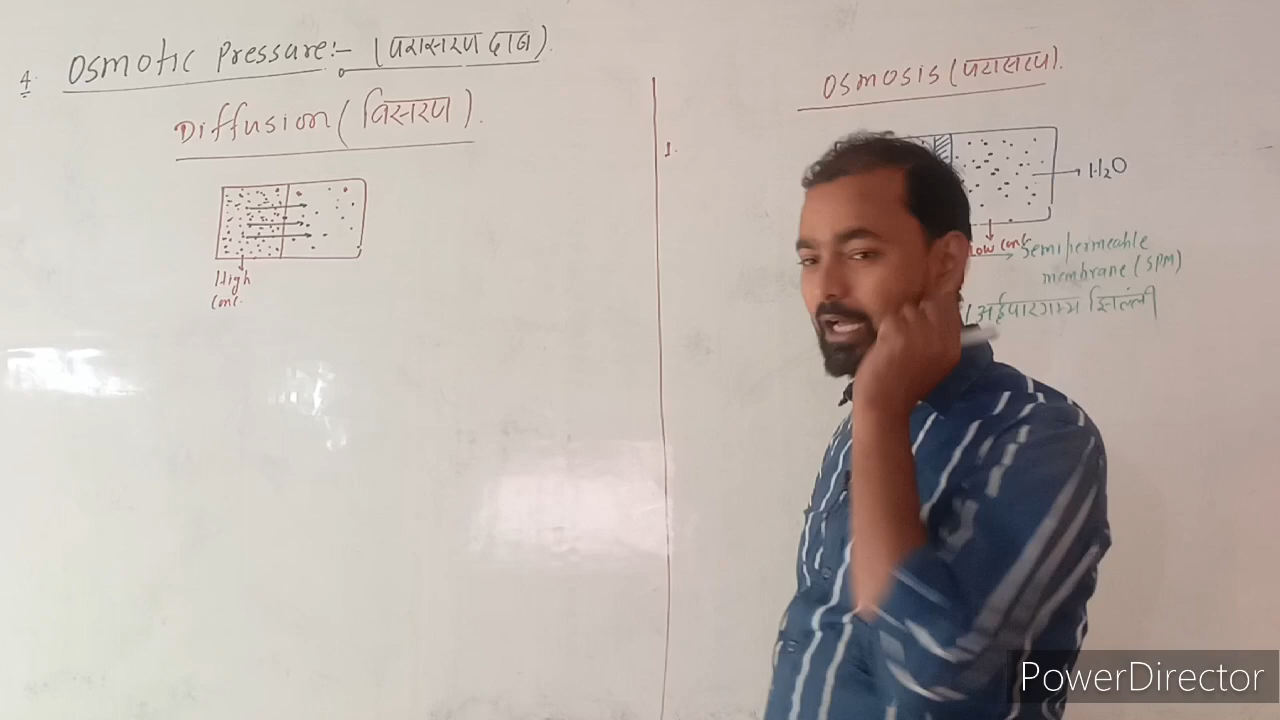 4. Osmotic Pressure:- (परासरण दाब).
Diffusion (विसरण).
High
conc.
Osmosis (परासरण).
1.
H2O
Low conc.
Semipermeable
membrane (SPM)
(अर्द्धपारगम्य झिल्ली
PowerDirector